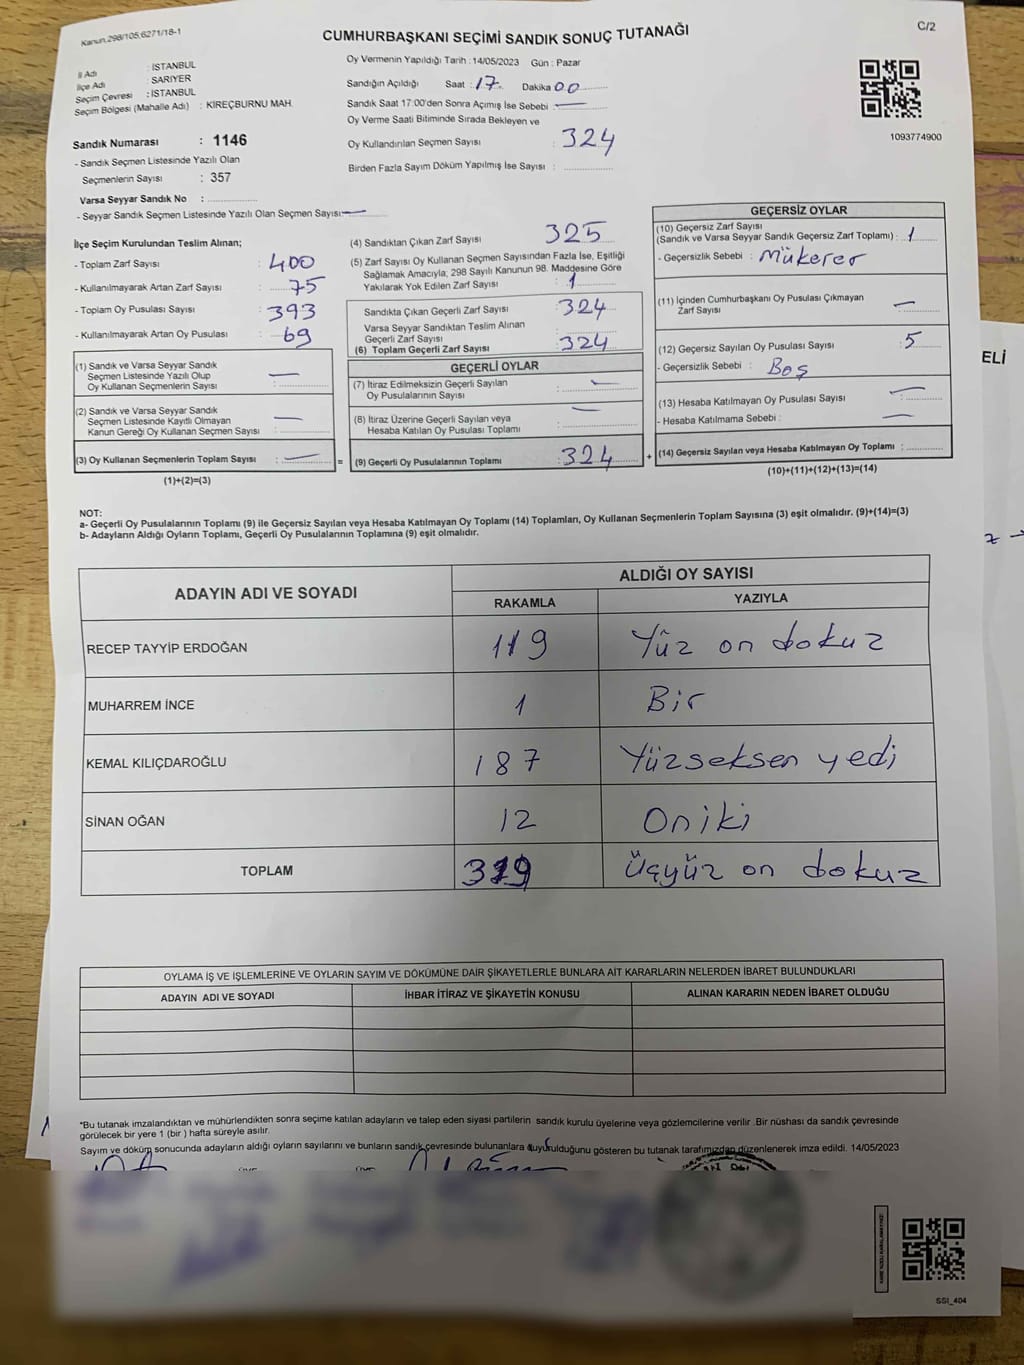 Kanun.298/105,6271/18-1
CUMHURBAŞKANI SEÇİMİ SANDIK SONUÇ TUTANAĞI
C/2
İl Adı : İSTANBUL
İlçe Adı : SARIYER
Seçim Çevresi : İSTANBUL
Seçim Bölgesi (Mahalle Adı) : KİREÇBURNU MAH.
Sandık Numarası : 1146
- Sandık Seçmen Listesinde Yazılı Olan
Seçmenlerin Sayısı : 357
Varsa Seyyar Sandık No :
- Seyyar Sandık Seçmen Listesinde Yazılı Olan Seçmen Sayısı: —
Oy Vermenin Yapıldığı Tarih : 14/05/2023 Gün : Pazar
Sandığın Açıldığı Saat : 17 Dakika 00
Sandık Saat 17:00'den Sonra Açımış İse Sebebi : —
Oy Verme Saati Bitiminde Sırada Bekleyen ve
Oy Kullandırılan Seçmen Sayısı : 324
Birden Fazla Sayım Döküm Yapılmış İse Sayısı :
1093774900
İlçe Seçim Kurulundan Teslim Alınan;
- Toplam Zarf Sayısı : 400
- Kullanılmayarak Artan Zarf Sayısı : 75
- Toplam Oy Pusulası Sayısı : 393
- Kullanılmayarak Artan Oy Pusulası : 69
(1) Sandık ve Varsa Seyyar Sandık
Seçmen Listesinde Yazılı Olup
Oy Kullanan Seçmenlerin Sayısı : —
(2) Sandık ve Varsa Seyyar Sandık
Seçmen Listesinde Kayıtlı Olmayan
Kanun Gereği Oy Kullanan Seçmen Sayısı : —
(3) Oy Kullanan Seçmenlerin Toplam Sayısı : — =
(1)+(2)=(3)
(4) Sandıktan Çıkan Zarf Sayısı 325
(5) Zarf Sayısı Oy Kullanan Seçmen Sayısından Fazla İse, Eşitliği
Sağlamak Amacıyla, 298 Sayılı Kanunun 98. Maddesine Göre
Yakılarak Yok Edilen Zarf Sayısı : 1
Sandıkta Çıkan Geçerli Zarf Sayısı : 324
Varsa Seyyar Sandıktan Teslim Alınan
Geçerli Zarf Sayısı
(6) Toplam Geçerli Zarf Sayısı : 324
GEÇERLİ OYLAR
(7) İtiraz Edilmeksizin Geçerli Sayılan
Oy Pusulalarının Sayısı : —
(8) İtiraz Üzerine Geçerli Sayılan veya
Hesaba Katılan Oy Pusulası Toplamı : —
(9) Geçerli Oy Pusulalarının Toplamı : 324 +
GEÇERSİZ OYLAR
(10) Geçersiz Zarf Sayısı
(Sandık ve Varsa Seyyar Sandık Geçersiz Zarf Toplamı) : 1
- Geçersizlik Sebebi : Mükerer
(11) İçinden Cumhurbaşkanı Oy Pusulası Çıkmayan
Zarf Sayısı : —
(12) Geçersiz Sayılan Oy Pusulası Sayısı : 5
- Geçersizlik Sebebi : Boş
(13) Hesaba Katılmayan Oy Pusulası Sayısı : —
- Hesaba Katılmama Sebebi : —
(14) Geçersiz Sayılan veya Hesaba Katılmayan Oy Toplamı :
(10)+(11)+(12)+(13)=(14)
ELİ
NOT:
a- Geçerli Oy Pusulalarının Toplamı (9) ile Geçersiz Sayılan veya Hesaba Katılmayan Oy Toplamı (14) Toplamları, Oy Kullanan Seçmenlerin Toplam Sayısına (3) eşit olmalıdır. (9)+(14)=(3)
b- Adayların Aldığı Oyların Toplamı, Geçerli Oy Pusulalarının Toplamına (9) eşit olmalıdır.
ADAYIN ADI VE SOYADI ALDIĞI OY SAYISI
RAKAMLA YAZIYLA
RECEP TAYYİP ERDOĞAN 119 Yüz on dokuz
MUHARREM İNCE 1 Bir
KEMAL KILIÇDAROĞLU 187 Yüzseksen yedi
SİNAN OĞAN 12 Oniki
TOPLAM 319 Üçyüz on dokuz
OYLAMA İŞ VE İŞLEMLERİNE VE OYLARIN SAYIM VE DÖKÜMÜNE DAİR ŞİKAYETLERLE BUNLARA AİT KARARLARIN NELERDEN İBARET BULUNDUKLARI
ADAYIN ADI VE SOYADI İHBAR İTİRAZ VE ŞİKAYETİN KONUSU ALINAN KARARIN NEDEN İBARET OLDUĞU
*Bu tutanak imzalandıktan ve mühürlendikten sonra seçime katılan adayların ve talep eden siyasi partilerin sandık kurulu üyelerine veya gözlemcilerine verilir .Bir nüshası da sandık çevresinde
görülecek bir yere 1 (bir ) hafta süreyle asılır.
Sayım ve döküm sonucunda adayların aldığı oyların sayılarını ve bunların sandık çevresinde bulunanlara duyurulduğunu gösteren bu tutanak tarafımızdan düzenlenerek imza edildi. 14/05/2023
SSI_404